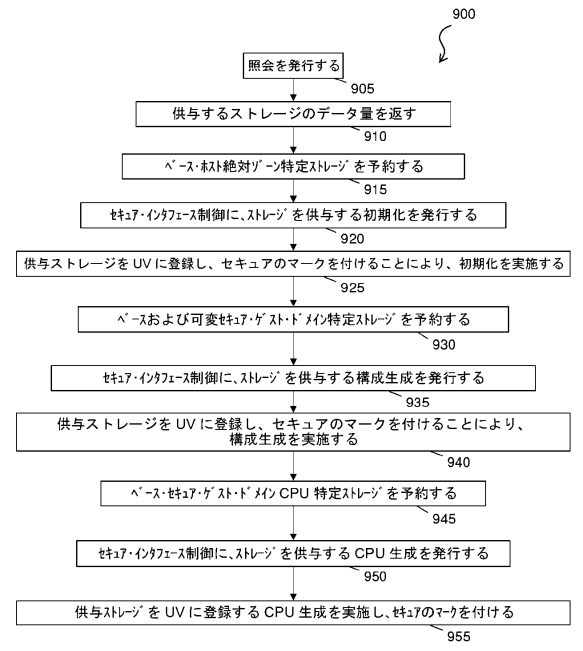 900
照会を発行する
905
供与するストレージのデータ量を返す
910
ﾍﾞｰｽ･ﾎｽﾄ絶対ｿﾞｰﾝ特定ストレージを予約する
915
ｾｷｭｱ･ｲﾝﾀﾌｪｰｽ制御に､ｽﾄﾚｰｼﾞを供与する初期化を発行する
920
供与ストレージを UV に登録し、セキュアのマークを付けることにより、初期化を実施する
925
ﾍﾞｰｽおよび可変ｾｷｭｱ･ｹﾞｽﾄ･ﾄﾞﾒｲﾝ特定ｽﾄﾚｰｼﾞを予約する
930
ｾｷｭｱ･ｲﾝﾀﾌｪｰｽ制御に､ｽﾄﾚｰｼﾞを供与する構成生成を発行する
935
供与ストレージを UV に登録し、セキュアのマークを付けることにより、
構成生成を実施する
940
ﾍﾞｰｽ･ｾｷｭｱ･ｹﾞｽﾄ･ﾄﾞﾒｲﾝ CPU 特定ｽﾄﾚｰｼﾞを予約する
945
ｾｷｭｱ･ｲﾝﾀﾌｪｰｽ制御に､ｽﾄﾚｰｼﾞを供与する CPU 生成を発行する
950
供与ｽﾄﾚｰｼﾞを UV に登録する CPU 生成を実施し､ｾｷｭｱのﾏｰｸを付ける
955